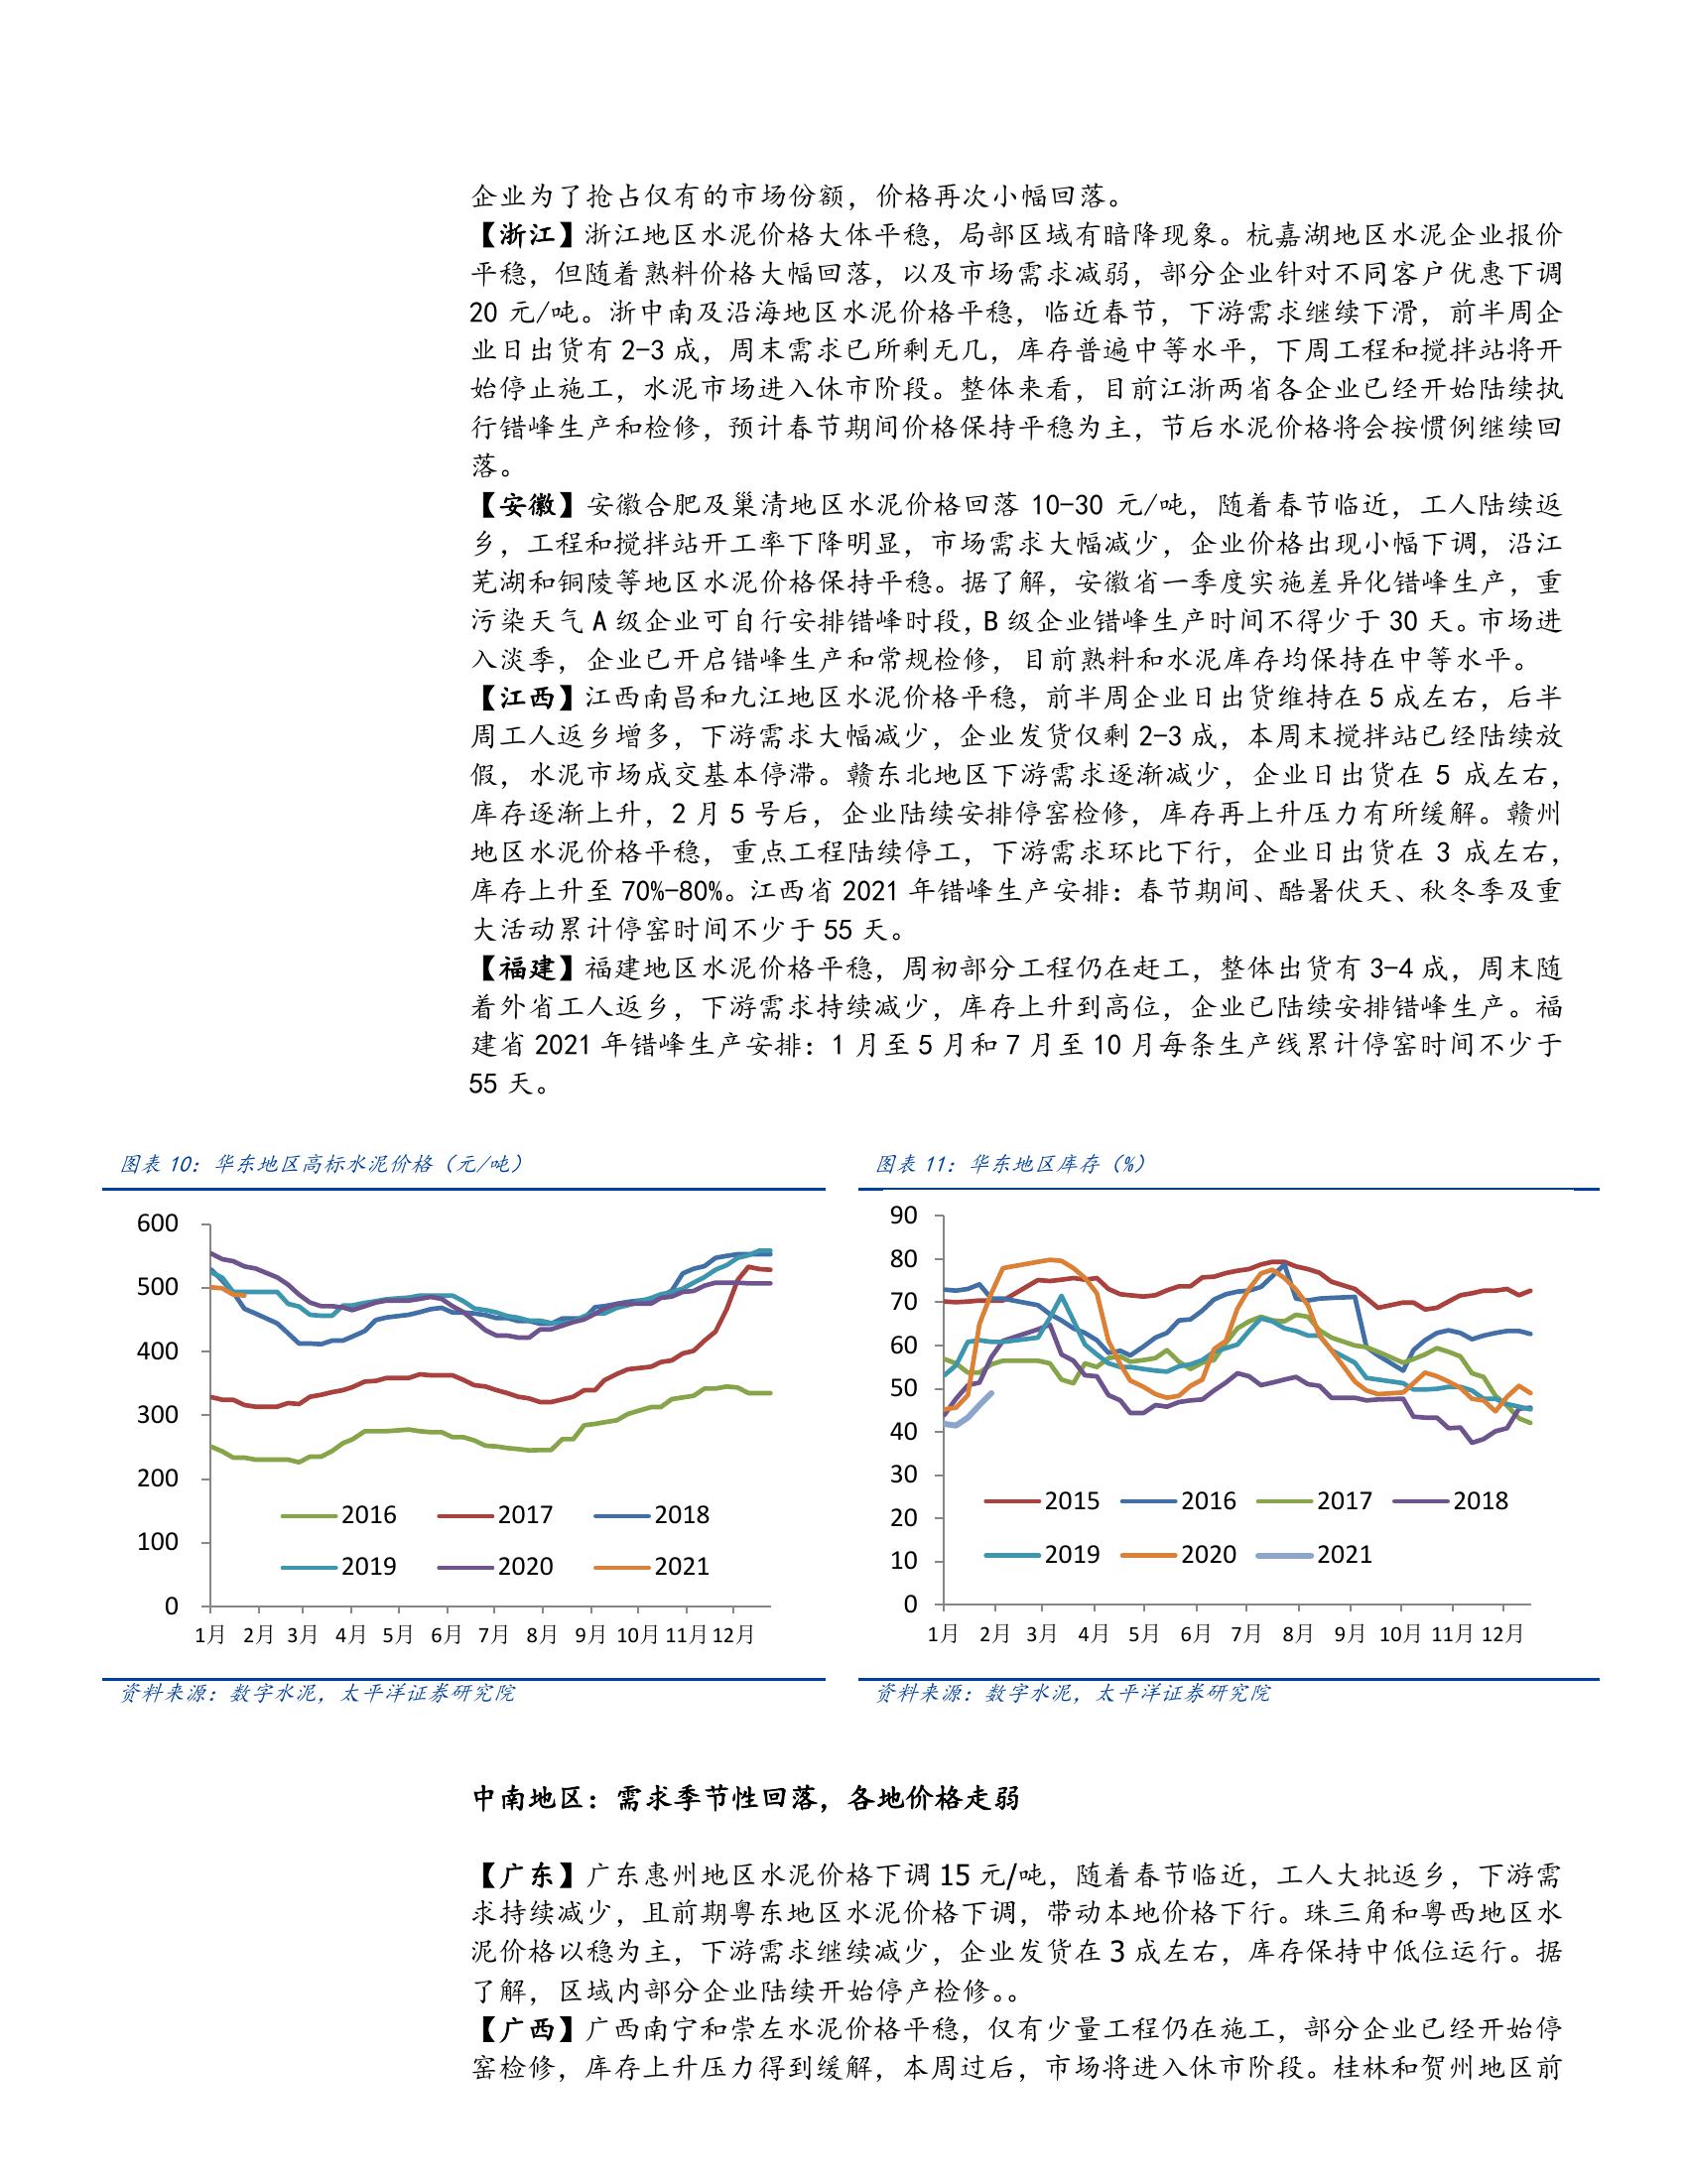 企业为了抢占仅有的市场份额，价格再次小幅回落。
【浙江】浙江地区水泥价格大体平稳，局部区域有暗降现象。杭嘉湖地区水泥企业报价
平稳，但随着熟料价格大幅回落，以及市场需求减弱，部分企业针对不同客户优惠下调
20 元/吨。浙中南及沿海地区水泥价格平稳，临近春节，下游需求继续下滑，前半周企
业日出货有 2-3 成，周末需求已所剩无几，库存普遍中等水平，下周工程和搅拌站将开
始停止施工，水泥市场进入休市阶段。整体来看，目前江浙两省各企业已经开始陆续执
行错峰生产和检修，预计春节期间价格保持平稳为主，节后水泥价格将会按惯例继续回
落。
【安徽】安徽合肥及巢清地区水泥价格回落 10-30 元/吨，随着春节临近，工人陆续返
乡，工程和搅拌站开工率下降明显，市场需求大幅减少，企业价格出现小幅下调，沿江
芜湖和铜陵等地区水泥价格保持平稳。据了解，安徽省一季度实施差异化错峰生产，重
污染天气 A 级企业可自行安排错峰时段，B 级企业错峰生产时间不得少于 30 天。市场进
入淡季，企业已开启错峰生产和常规检修，目前熟料和水泥库存均保持在中等水平。
【江西】江西南昌和九江地区水泥价格平稳，前半周企业日出货维持在 5 成左右，后半
周工人返乡增多，下游需求大幅减少，企业发货仅剩 2-3 成，本周末搅拌站已经陆续放
假，水泥市场成交基本停滞。赣东北地区下游需求逐渐减少，企业日出货在 5 成左右，
库存逐渐上升，2 月 5 号后，企业陆续安排停窑检修，库存再上升压力有所缓解。赣州
地区水泥价格平稳，重点工程陆续停工，下游需求环比下行，企业日出货在 3 成左右，
库存上升至 70%-80%。江西省 2021 年错峰生产安排：春节期间、酷暑伏天、秋冬季及重
大活动累计停窑时间不少于 55 天。
【福建】福建地区水泥价格平稳，周初部分工程仍在赶工，整体出货有 3-4 成，周末随
着外省工人返乡，下游需求持续减少，库存上升到高位，企业已陆续安排错峰生产。福
建省 2021 年错峰生产安排：1 月至 5 月和 7 月至 10 月每条生产线累计停窑时间不少于
55 天。
图表 10：华东地区高标水泥价格（元/吨）
600
500
400
300
200
100
0
2016 2017 2018
2019 2020 2021
1月 2月 3月 4月 5月 6月 7月 8月 9月 10月 11月 12月
资料来源：数字水泥，太平洋证券研究院
图表 11：华东地区库存（%）
90
80
70
60
50
40
30
20
10
0
2015 2016 2017 2018
2019 2020 2021
1月 2月 3月 4月 5月 6月 7月 8月 9月 10月 11月 12月
资料来源：数字水泥，太平洋证券研究院
中南地区：需求季节性回落，各地价格走弱
【广东】广东惠州地区水泥价格下调 15 元/吨，随着春节临近，工人大批返乡，下游需
求持续减少，且前期粤东地区水泥价格下调，带动本地价格下行。珠三角和粤西地区水
泥价格以稳为主，下游需求继续减少，企业发货在 3 成左右，库存保持中低位运行。据
了解，区域内部分企业陆续开始停产检修。。
【广西】广西南宁和崇左水泥价格平稳，仅有少量工程仍在施工，部分企业已经开始停
窑检修，库存上升压力得到缓解，本周过后，市场将进入休市阶段。桂林和贺州地区前